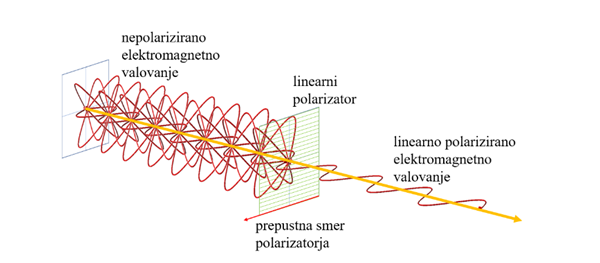 nepolarizirano
elektromagnetno
valovanje
linearni
polarizator
linearno polarizirano
elektromagnetno
valovanje
prepustna smer
polarizatorja